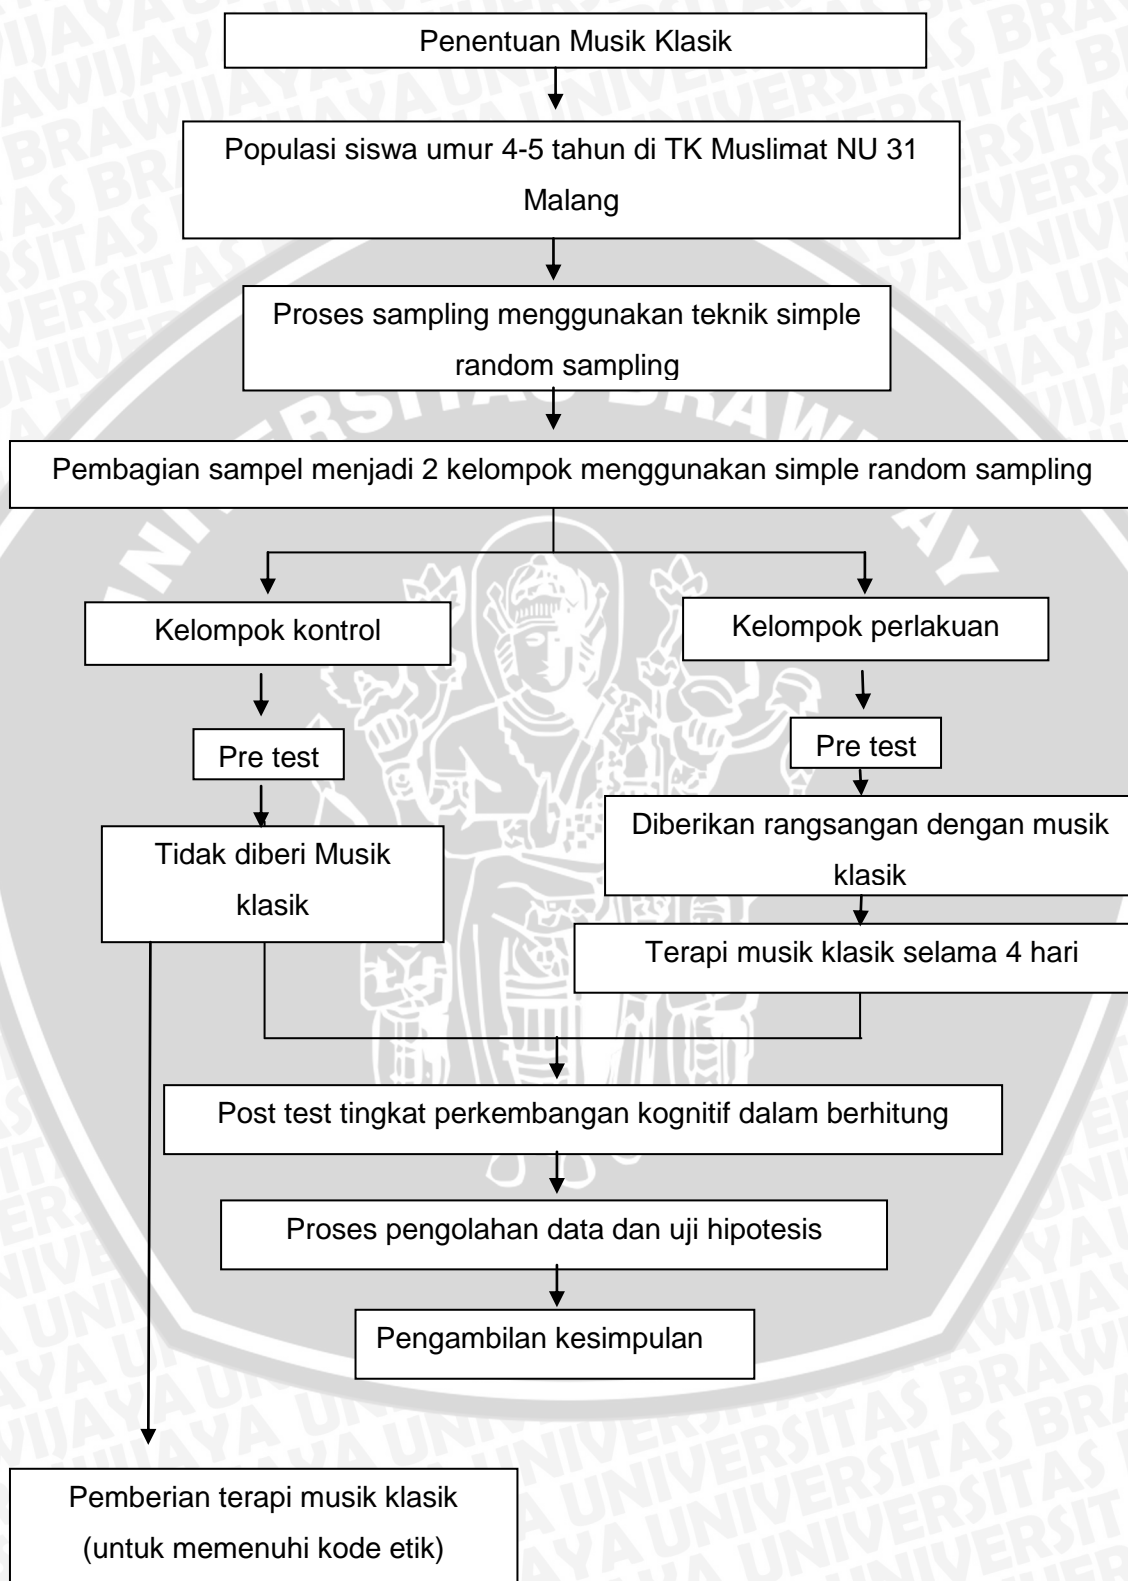 Penentuan Musik Klasik
Populasi siswa umur 4-5 tahun di TK Muslimat NU 31
Malang
Proses sampling menggunakan teknik simple
random sampling
UNIVERSITAS BRAWIJAYA
Pembagian sampel menjadi 2 kelompok menggunakan simple random sampling
Kelompok kontrol
Kelompok perlakuan
Pre test
Pre test
Tidak diberi Musik
klasik
Diberikan rangsangan dengan musik
klasik
Terapi musik klasik selama 4 hari
Post test tingkat perkembangan kognitif dalam berhitung
Proses pengolahan data dan uji hipotesis
Pengambilan kesimpulan
Pemberian terapi musik klasik
(untuk memenuhi kode etik)